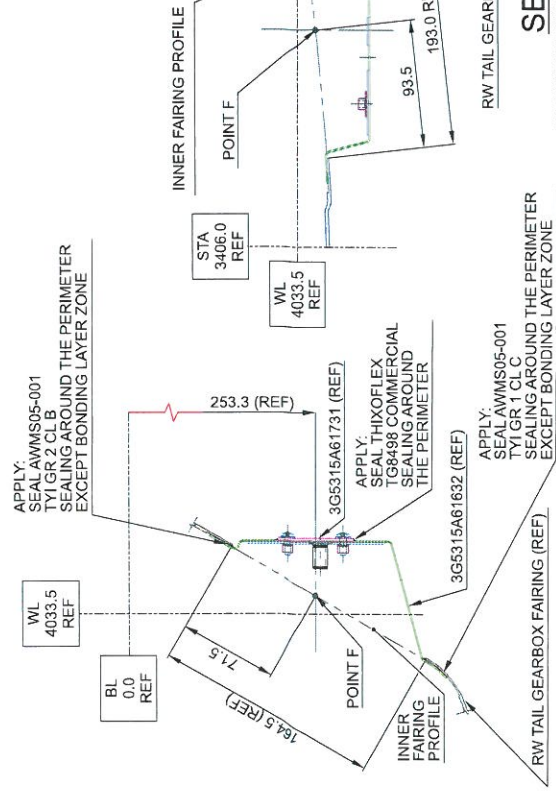 APPLY:
SEAL AWMS05-001
TYI GR 2 CL B
SEALING AROUND THE PERIMETER
EXCEPT BONDING LAYER ZONE
WL
4033.5
REF
BL
0.0
REF
253.3 (REF)
71.5
164.5 (REF)
POINT F
INNER
FAIRING
PROFILE
3G5315A61731 (REF)
APPLY:
SEAL THIXOFLEX
TG8498 COMMERCIAL
SEALING AROUND
THE PERIMETER
3G5315A61632 (REF)
APPLY:
SEAL AWMS05-001
TYI GR 1 CL C
SEALING AROUND THE PERIMETER
EXCEPT BONDING LAYER ZONE
RW TAIL GEARBOX FAIRING (REF)
INNER FAIRING PROFILE
POINT F
STA
3406.0
REF
WL
4033.5
REF
93.5
193.0 R
RW TAIL GEAR
SE